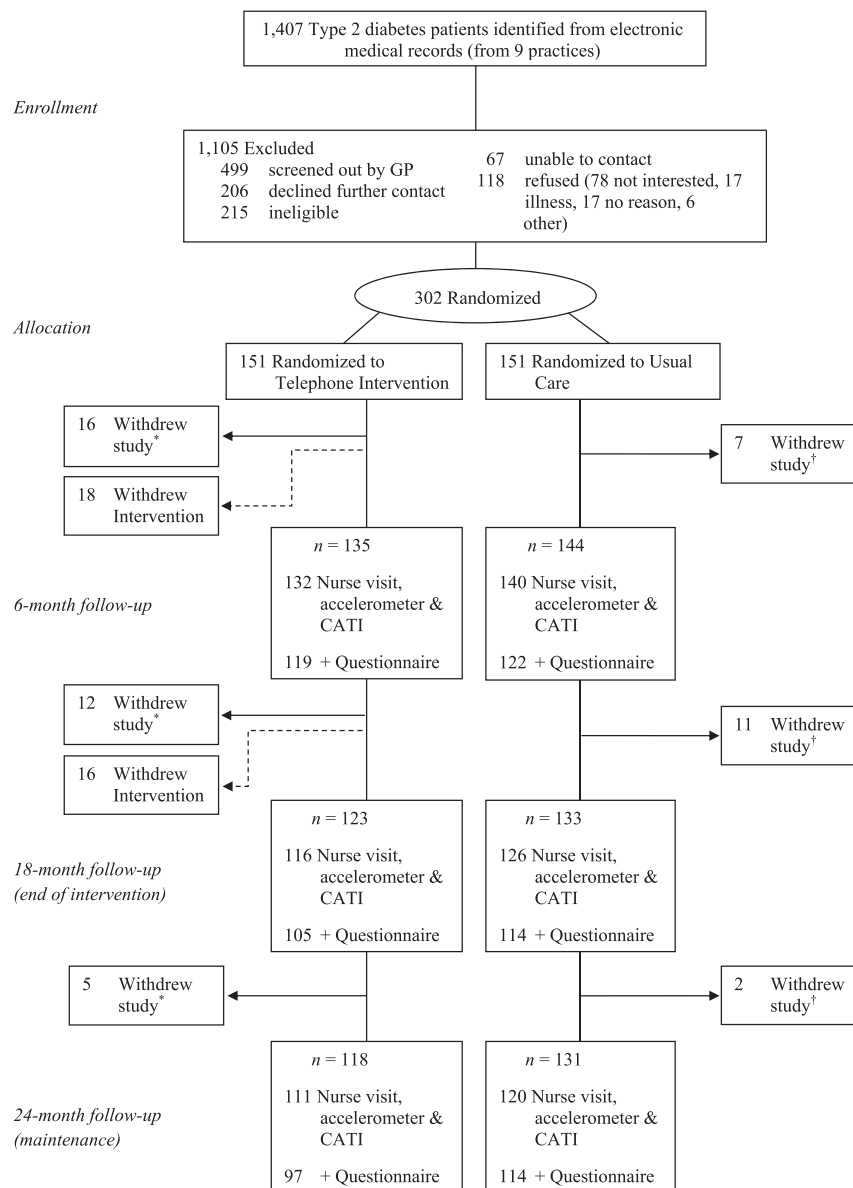 1,407 Type 2 diabetes patients identified from electronic
medical records (from 9 practices)
Enrollment
1,105 Excluded
499 screened out by GP
206 declined further contact
215 ineligible
67 unable to contact
118 refused (78 not interested, 17
illness, 17 no reason, 6
other)
302 Randomized
Allocation
151 Randomized to
Telephone Intervention
151 Randomized to Usual
Care
16 Withdrew
study*
18 Withdrew
Intervention
7 Withdrew
study†
n = 135
132 Nurse visit,
accelerometer &
CATI
119 + Questionnaire
n = 144
140 Nurse visit,
accelerometer &
CATI
122 + Questionnaire
6-month follow-up
12 Withdrew
study*
16 Withdrew
Intervention
11 Withdrew
study†
n = 123
116 Nurse visit,
accelerometer &
CATI
105 + Questionnaire
n = 133
126 Nurse visit,
accelerometer &
CATI
114 + Questionnaire
18-month follow-up
(end of intervention)
5 Withdrew
study*
2 Withdrew
study†
n = 118
111 Nurse visit,
accelerometer &
CATI
97 + Questionnaire
n = 131
120 Nurse visit,
accelerometer &
CATI
114 + Questionnaire
24-month follow-up
(maintenance)